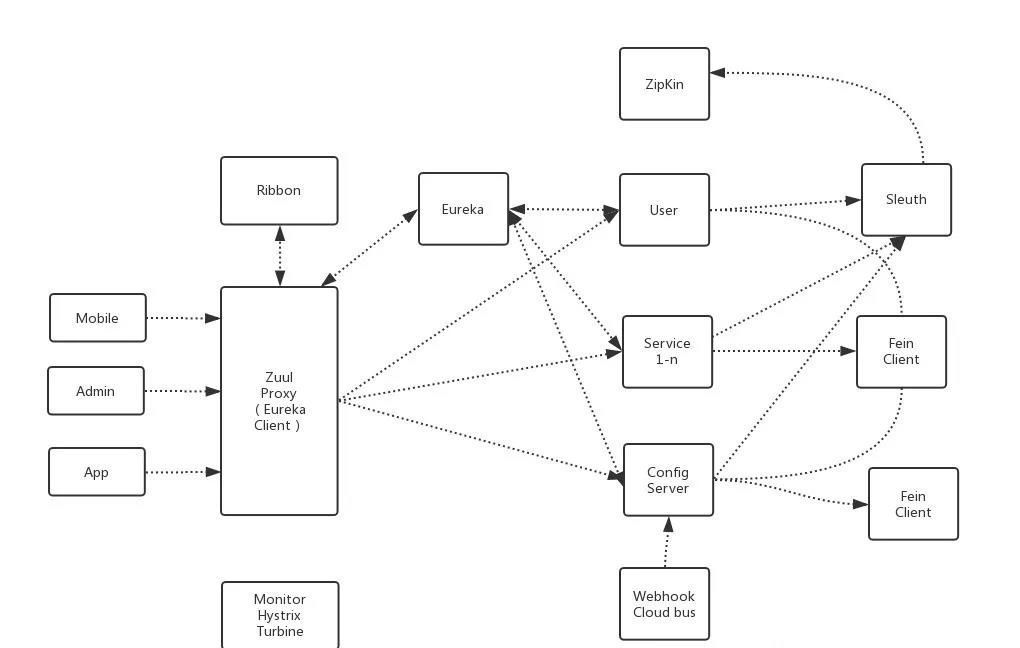 ZipKin
Ribbon
Eureka
User
Sleuth
Mobile
Admin
App
Zuul
Proxy
( Eureka
Client )
Service
1-n
Fein
Client
Config
Server
Fein
Client
Monitor
Hystrix
Turbine
Webhook
Cloud bus